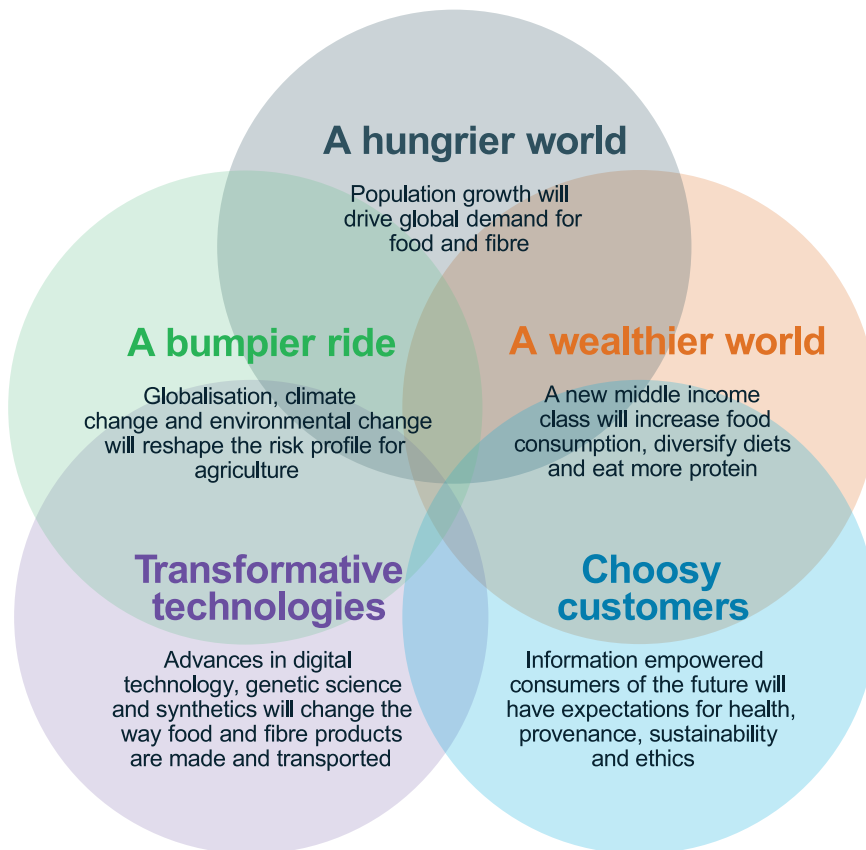 A hungrier world
Population growth will
drive global demand for
food and fibre
A bumpier ride
Globalisation, climate
change and environmental change
will reshape the risk profile for
agriculture
A wealthier world
A new middle income
class will increase food
consumption, diversify diets
and eat more protein
Transformative
technologies
Advances in digital
technology, genetic science
and synthetics will change the
way food and fibre products
are made and transported
Choosy
customers
Information empowered
consumers of the future will
have expectations for health,
provenance, sustainability
and ethics